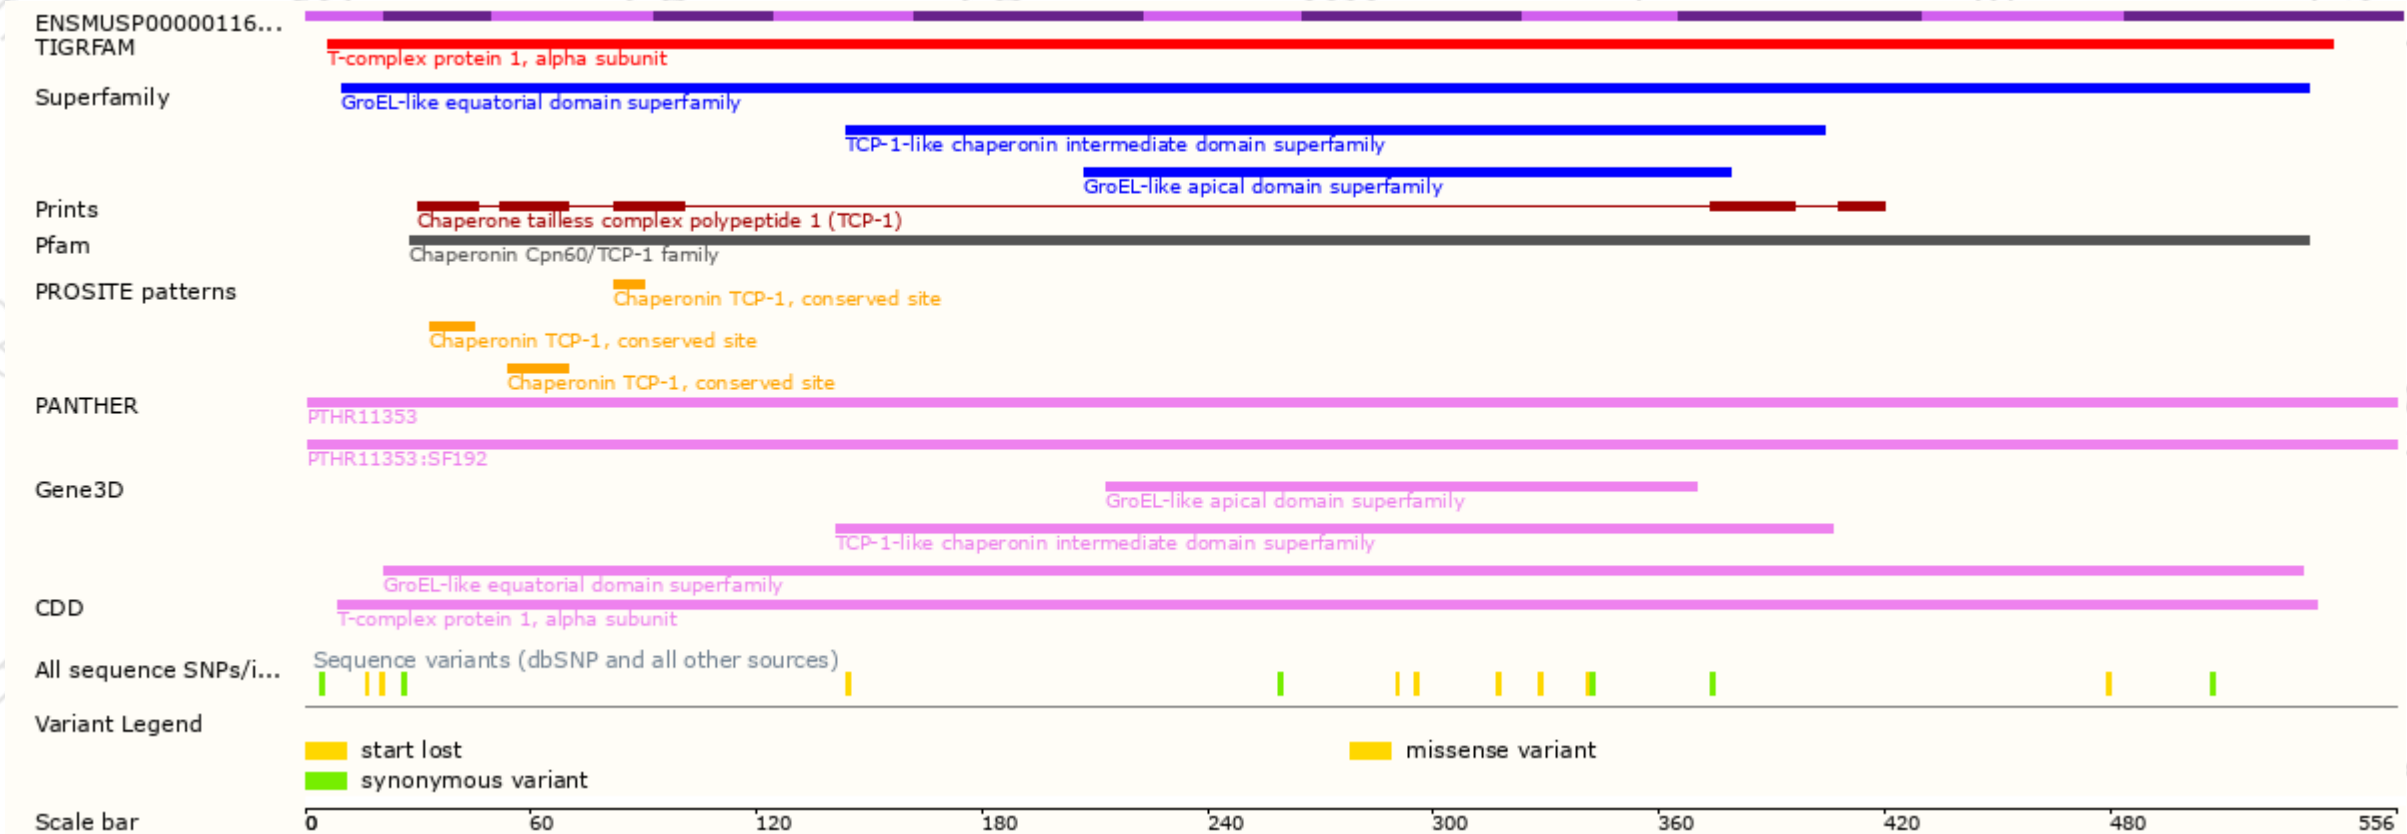 ENSMUSP00000116...
TIGRFAM
T-complex protein 1, alpha subunit
Superfamily
GroEL-like equatorial domain superfamily
TCP-1-like chaperonin intermediate domain superfamily
GroEL-like apical domain superfamily
Prints
Chaperone tailless complex polypeptide 1 (TCP-1)
Pfam
Chaperonin Cpn60/TCP-1 family
PROSITE patterns
Chaperonin TCP-1, conserved site
Chaperonin TCP-1, conserved site
Chaperonin TCP-1, conserved site
PANTHER
PTHR11353
PTHR11353:SF192
Gene3D
GroEL-like apical domain superfamily
TCP-1-like chaperonin intermediate domain superfamily
GroEL-like equatorial domain superfamily
CDD
T-complex protein 1, alpha subunit
Sequence variants (dbSNP and all other sources)
All sequence SNPs/i...
Variant Legend
start lost missense variant
synonymous variant
Scale bar 0 60 120 180 240 300 360 420 480 556